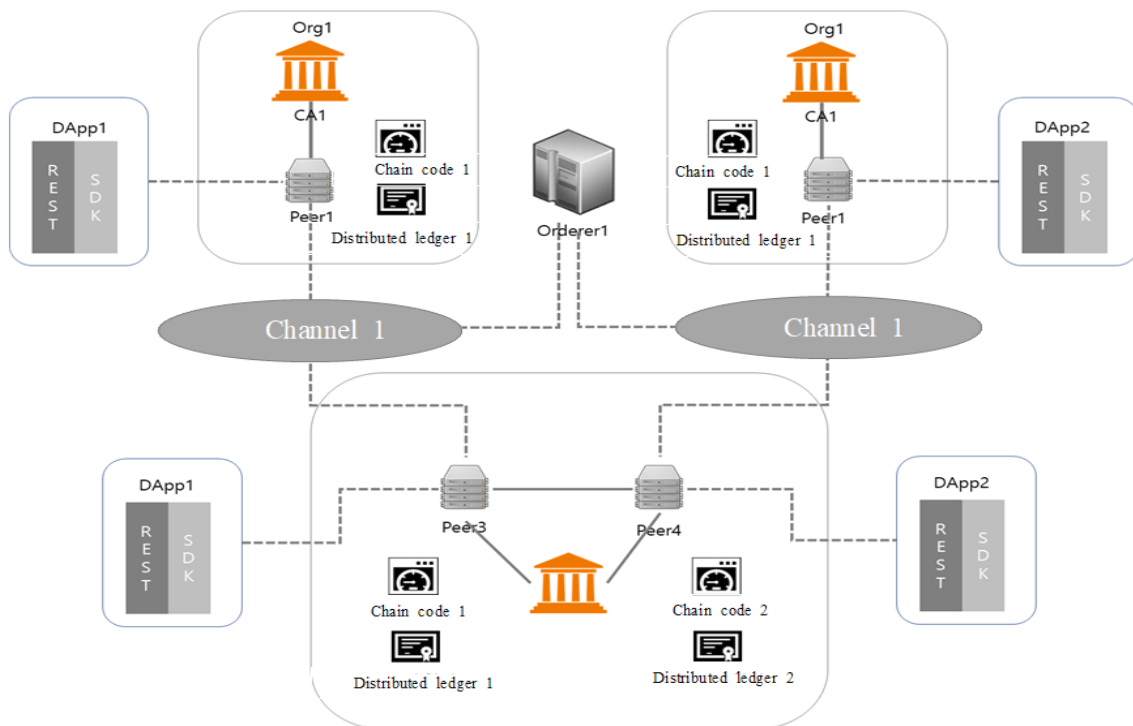 Org1
CA1
Chain code 1
Peer1
Distributed ledger 1
DApp1
REST
SDK
Orderer1
Org1
CA1
Chain code 1
Peer1
Distributed ledger 1
DApp2
REST
SDK
Channel 1
Channel 1
DApp1
REST
SDK
Peer3
Peer4
Chain code 1
Distributed ledger 1
Chain code 2
Distributed ledger 2
DApp2
REST
SDK